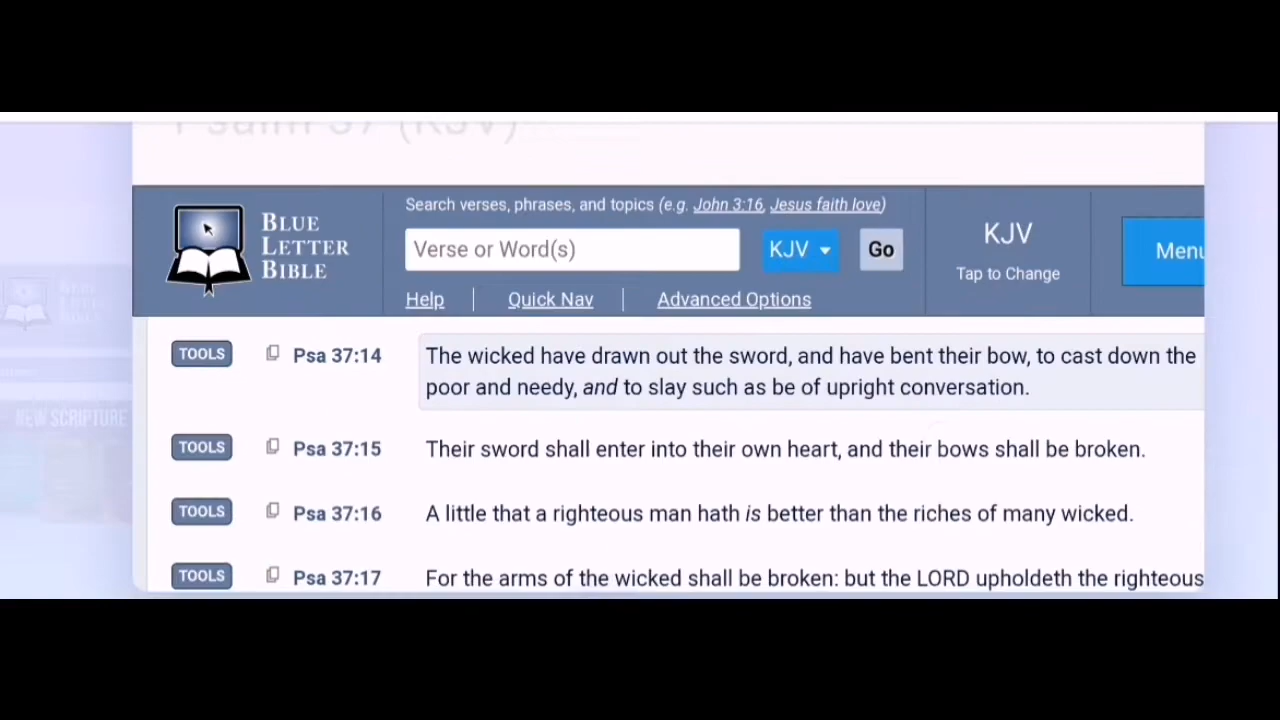 Psalm 37 (KJV)
BLUE
LETTER
BIBLE
Search verses, phrases, and topics (e.g. John 3:16, Jesus faith love)
Verse or Word(s)
KJV
Go
Help
Quick Nav
Advanced Options
KJV
Tap to Change
Menu
TOOLS Psa 37:14 The wicked have drawn out the sword, and have bent their bow, to cast down the
poor and needy, and to slay such as be of upright conversation.
TOOLS Psa 37:15 Their sword shall enter into their own heart, and their bows shall be broken.
TOOLS Psa 37:16 A little that a righteous man hath is better than the riches of many wicked.
TOOLS Psa 37:17 For the arms of the wicked shall be broken: but the LORD upholdeth the righteous
NEW SCRIPTURE